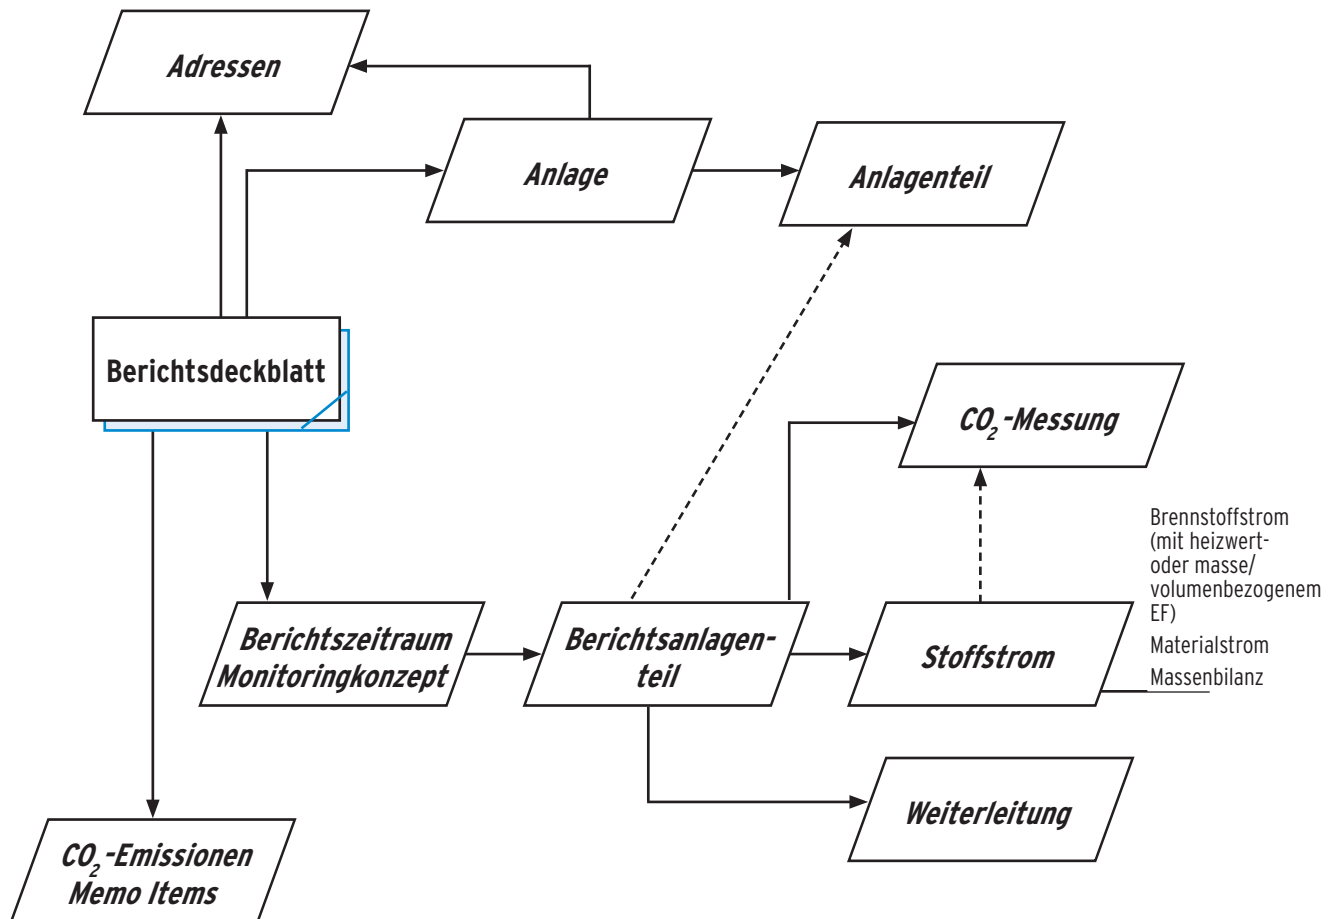 Adressen
Anlage
Anlagenteil
Berichtsdeckblatt
CO₂-Messung
Brennstoffstrom
(mit heizwert-
oder masse/
volumenbezogenem
EF)
Materialstrom
Massenbilanz
Berichtszeitraum
Monitoringkonzept
Berichtsanlagen-
teil
Stoffstrom
Weiterleitung
CO₂-Emissionen
Memo Items